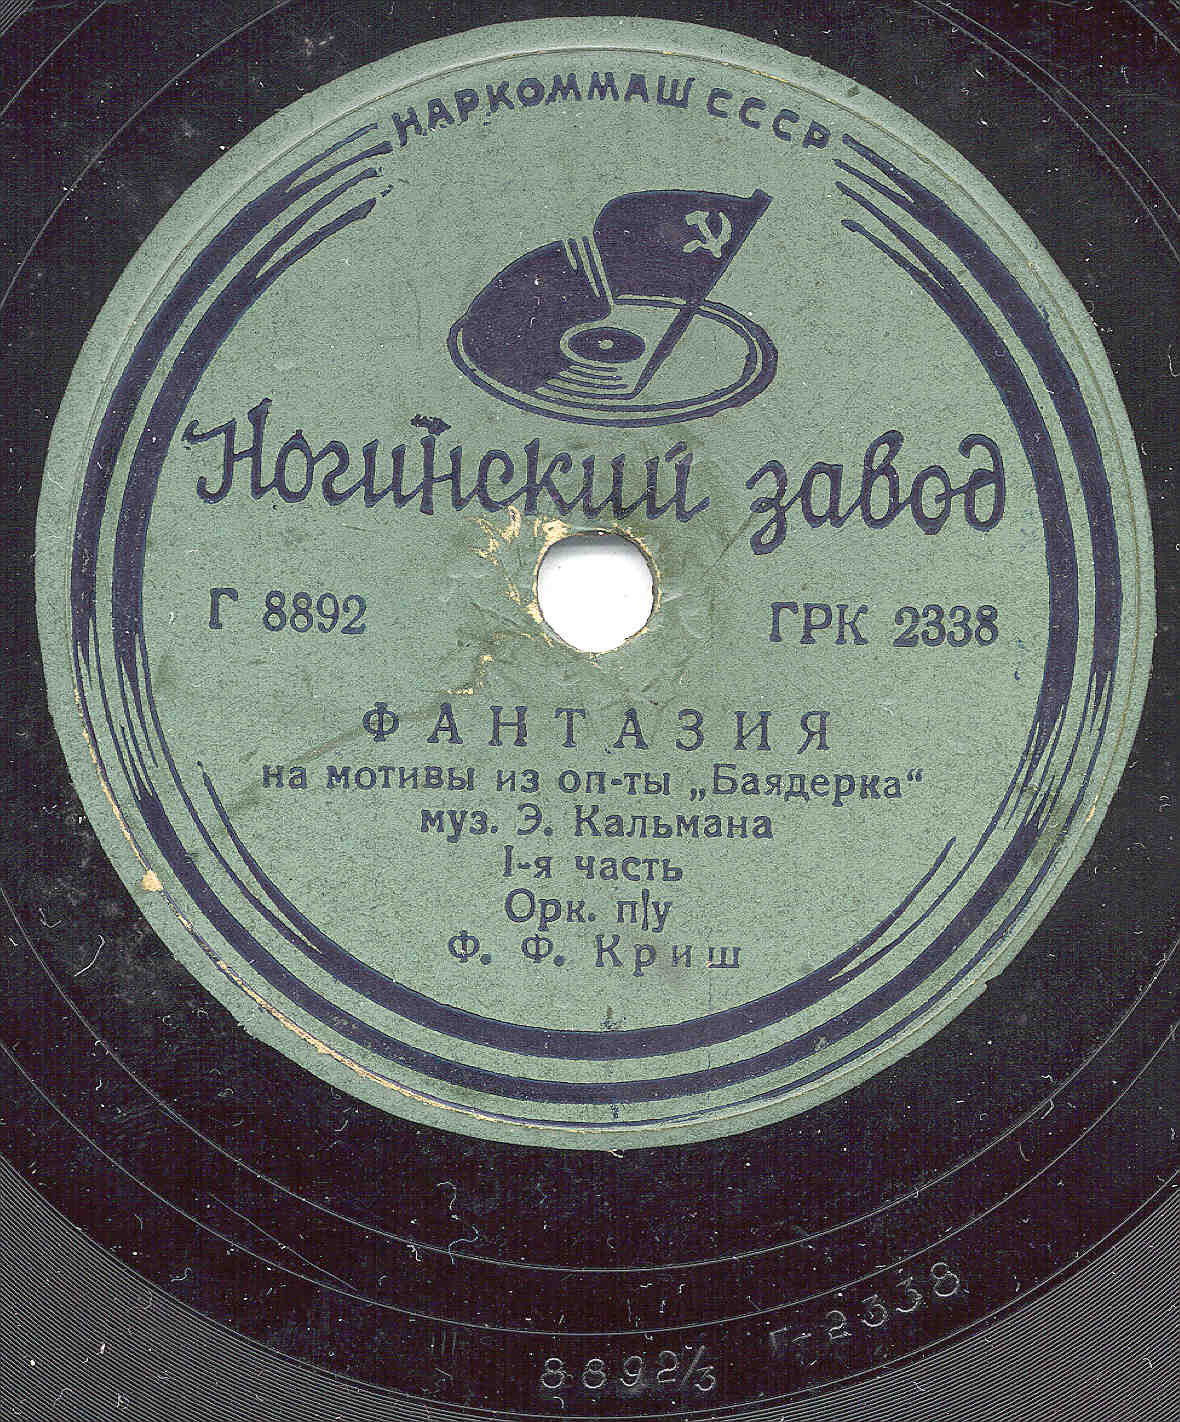 НАРКОММАШ СССР
Ногинский завод
Г 8892 ГРК 2338
ФАНТАЗИЯ
на мотивы из оп-ты „Баядерка“
муз. Э. Кальмана
I-я часть
Орк. п/у
Ф. Ф. Криш
8892/3 Г-2338